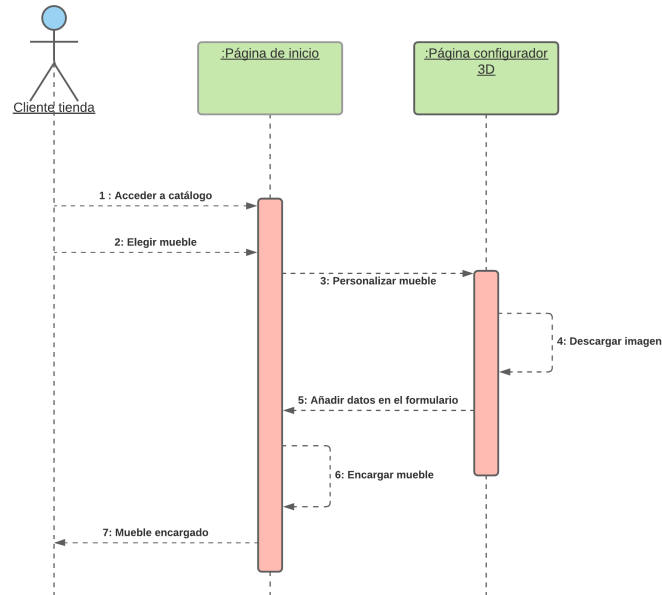 :Página de inicio
:Página configurador
3D
Cliente tienda
1 : Acceder a catálogo
2: Elegir mueble
3: Personalizar mueble
4: Descargar imagen
5: Añadir datos en el formulario
6: Encargar mueble
7: Mueble encargado